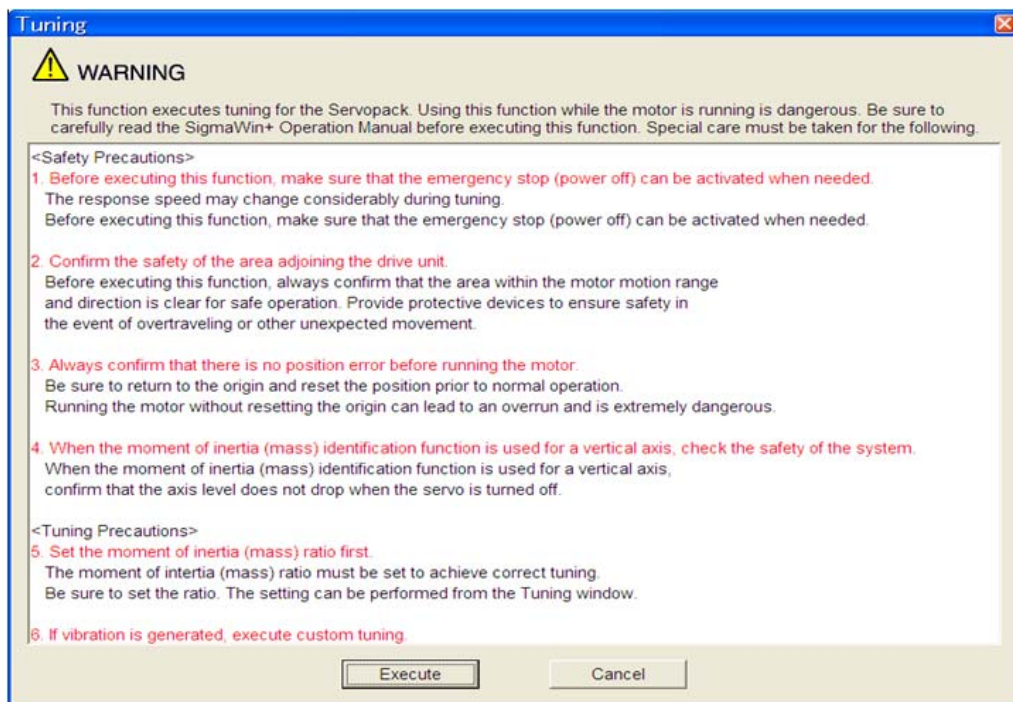 Tuning
WARNING
This function executes tuning for the Servopack. Using this function while the motor is running is dangerous. Be sure to
carefully read the SigmaWin+ Operation Manual before executing this function. Special care must be taken for the following.
<Safety Precautions>
1. Before executing this function, make sure that the emergency stop (power off) can be activated when needed.
The response speed may change considerably during tuning.
Before executing this function, make sure that the emergency stop (power off) can be activated when needed.
2. Confirm the safety of the area adjoining the drive unit.
Before executing this function, always confirm that the area within the motor motion range
and direction is clear for safe operation. Provide protective devices to ensure safety in
the event of overtraveling or other unexpected movement.
3. Always confirm that there is no position error before running the motor.
Be sure to return to the origin and reset the position prior to normal operation.
Running the motor without resetting the origin can lead to an overrun and is extremely dangerous.
4. When the moment of inertia (mass) identification function is used for a vertical axis, check the safety of the system.
When the moment of inertia (mass) identification function is used for a vertical axis,
confirm that the axis level does not drop when the servo is turned off.
<Tuning Precautions>
5. Set the moment of inertia (mass) ratio first.
The moment of intertia (mass) ratio must be set to achieve correct tuning.
Be sure to set the ratio. The setting can be performed from the Tuning window.
6. If vibration is generated, execute custom tuning.
Execute
Cancel